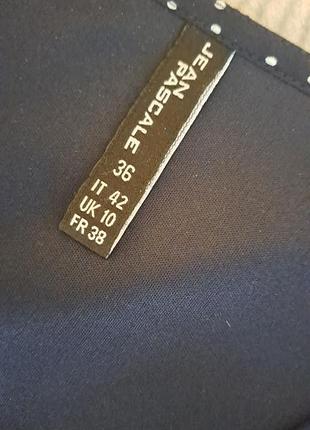 JEAN
PASCALE
36
IT 42
UK 10
FR 38